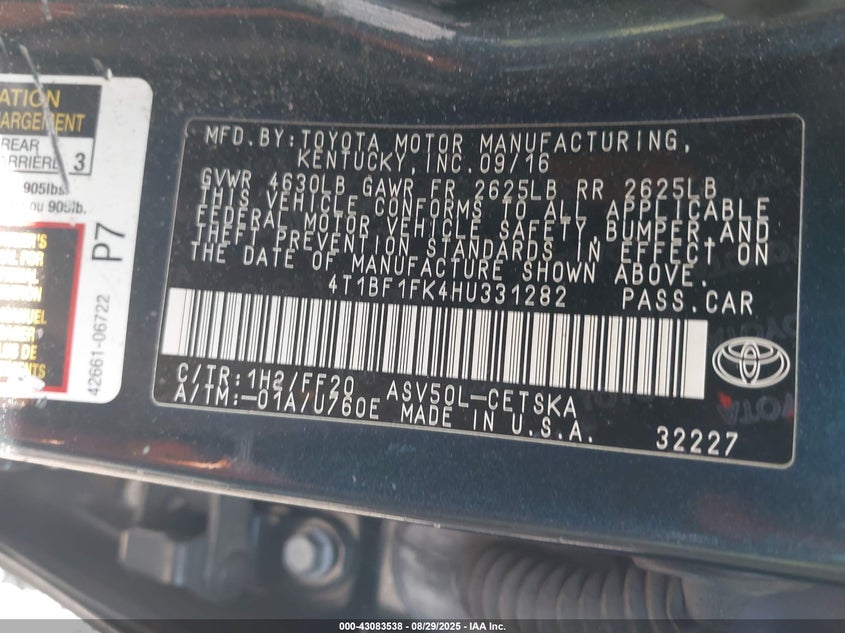 ATION
HARGEMENT
REAR
ARRIÈRE 3
905lbs.
ou 905lb.
P7
42661-06722
MFD. BY: TOYOTA MOTOR MANUFACTURING,
KENTUCKY, INC. 09/16
GVWR 4630LB GAWR FR 2625LB RR 2625LB
THIS VEHICLE CONFORMS TO ALL APPLICABLE
FEDERAL MOTOR VEHICLE SAFETY, BUMPER, AND
THEFT PREVENTION STANDARDS IN EFFECT ON
THE DATE OF MANUFACTURE SHOWN ABOVE.
4T1BF1FK4HU331282 PASS. CAR
C/TR: 1H2/FF20 ASV50L-CETSKA
A/TM: -01A/U760E MADE IN U.S.A.
32227
000-43083538 - 08/29/2025 - IAA Inc.